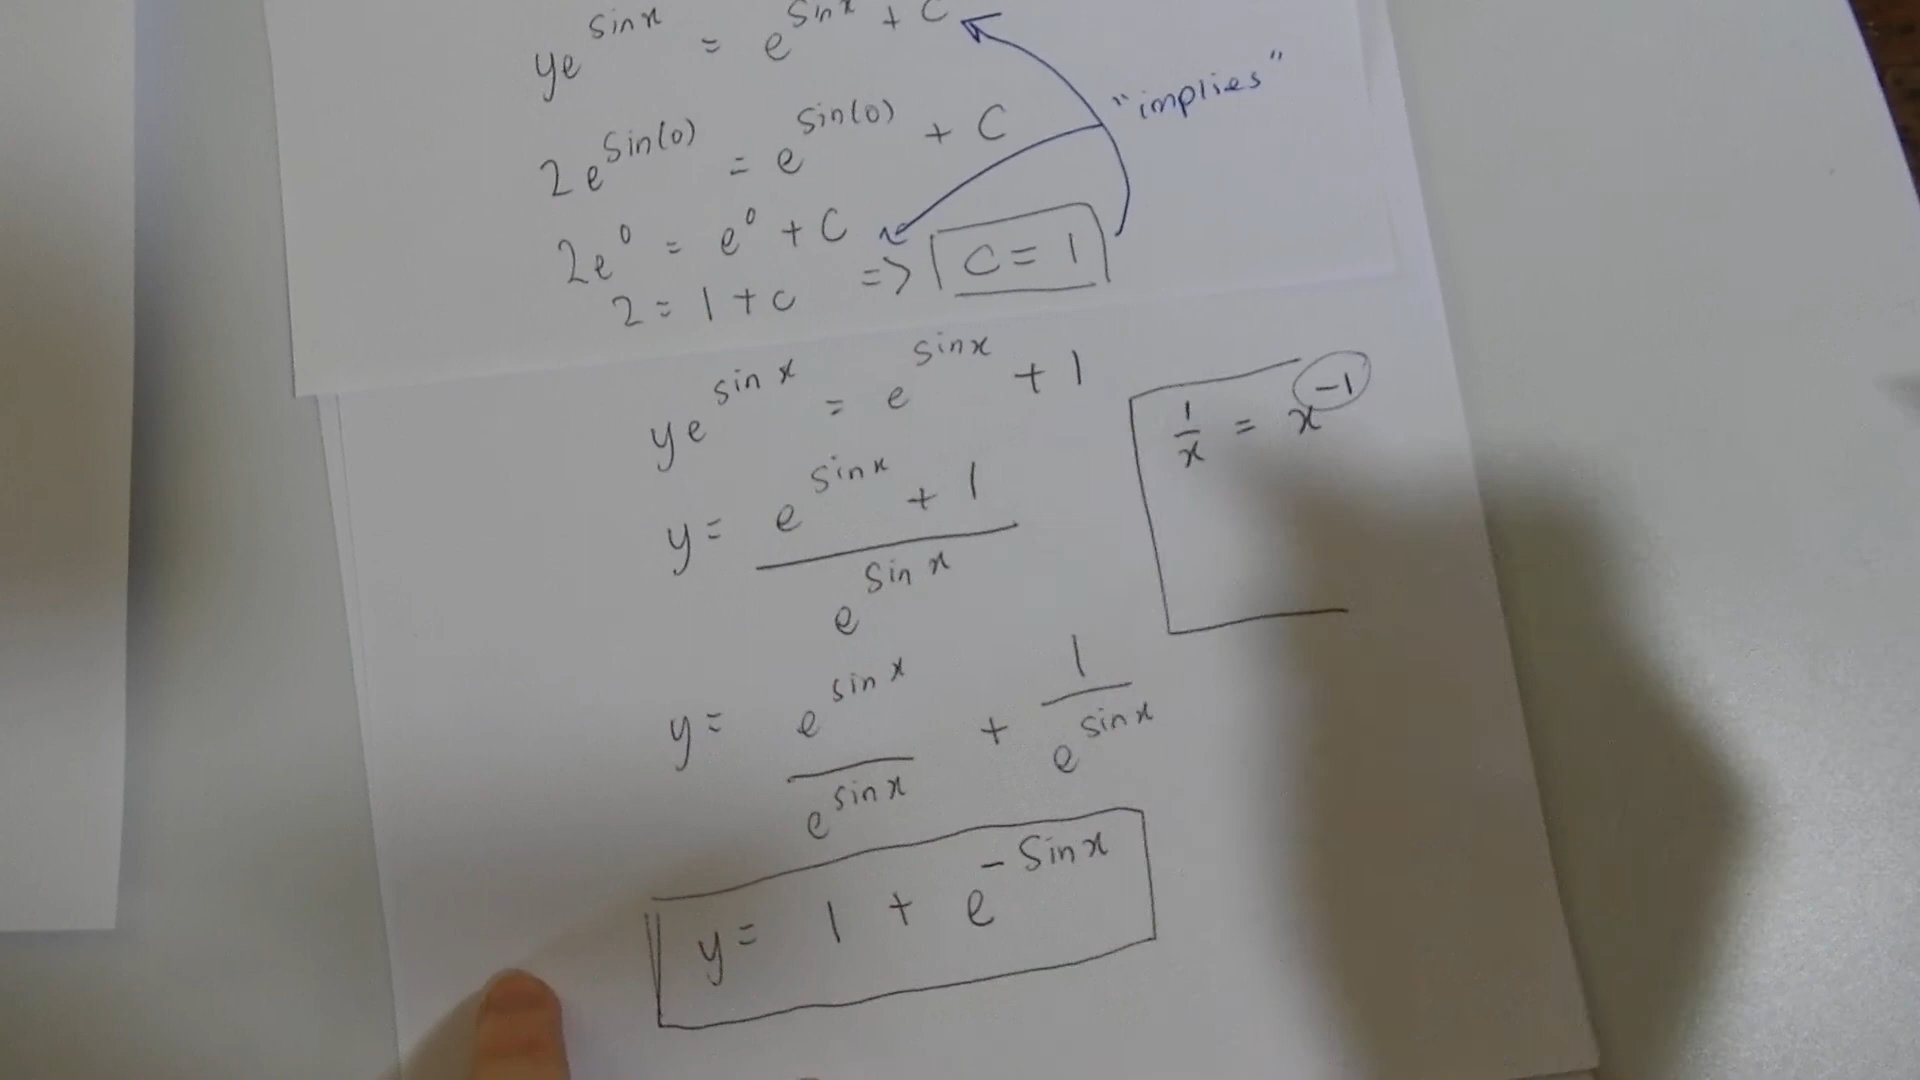 ye^sin x = e^sin x + C
"implies"
2e^sin(0) = e^sin(0) + C
2e^0 = e^0 + C
2 = 1 + c => C = 1
ye^sin x = e^sin x + 1
1/x = x^-1
y = (e^sin x + 1)/(e^sin x)
y = (e^sin x)/(e^sin x) + 1/(e^sin x)
y = 1 + e^-sin x